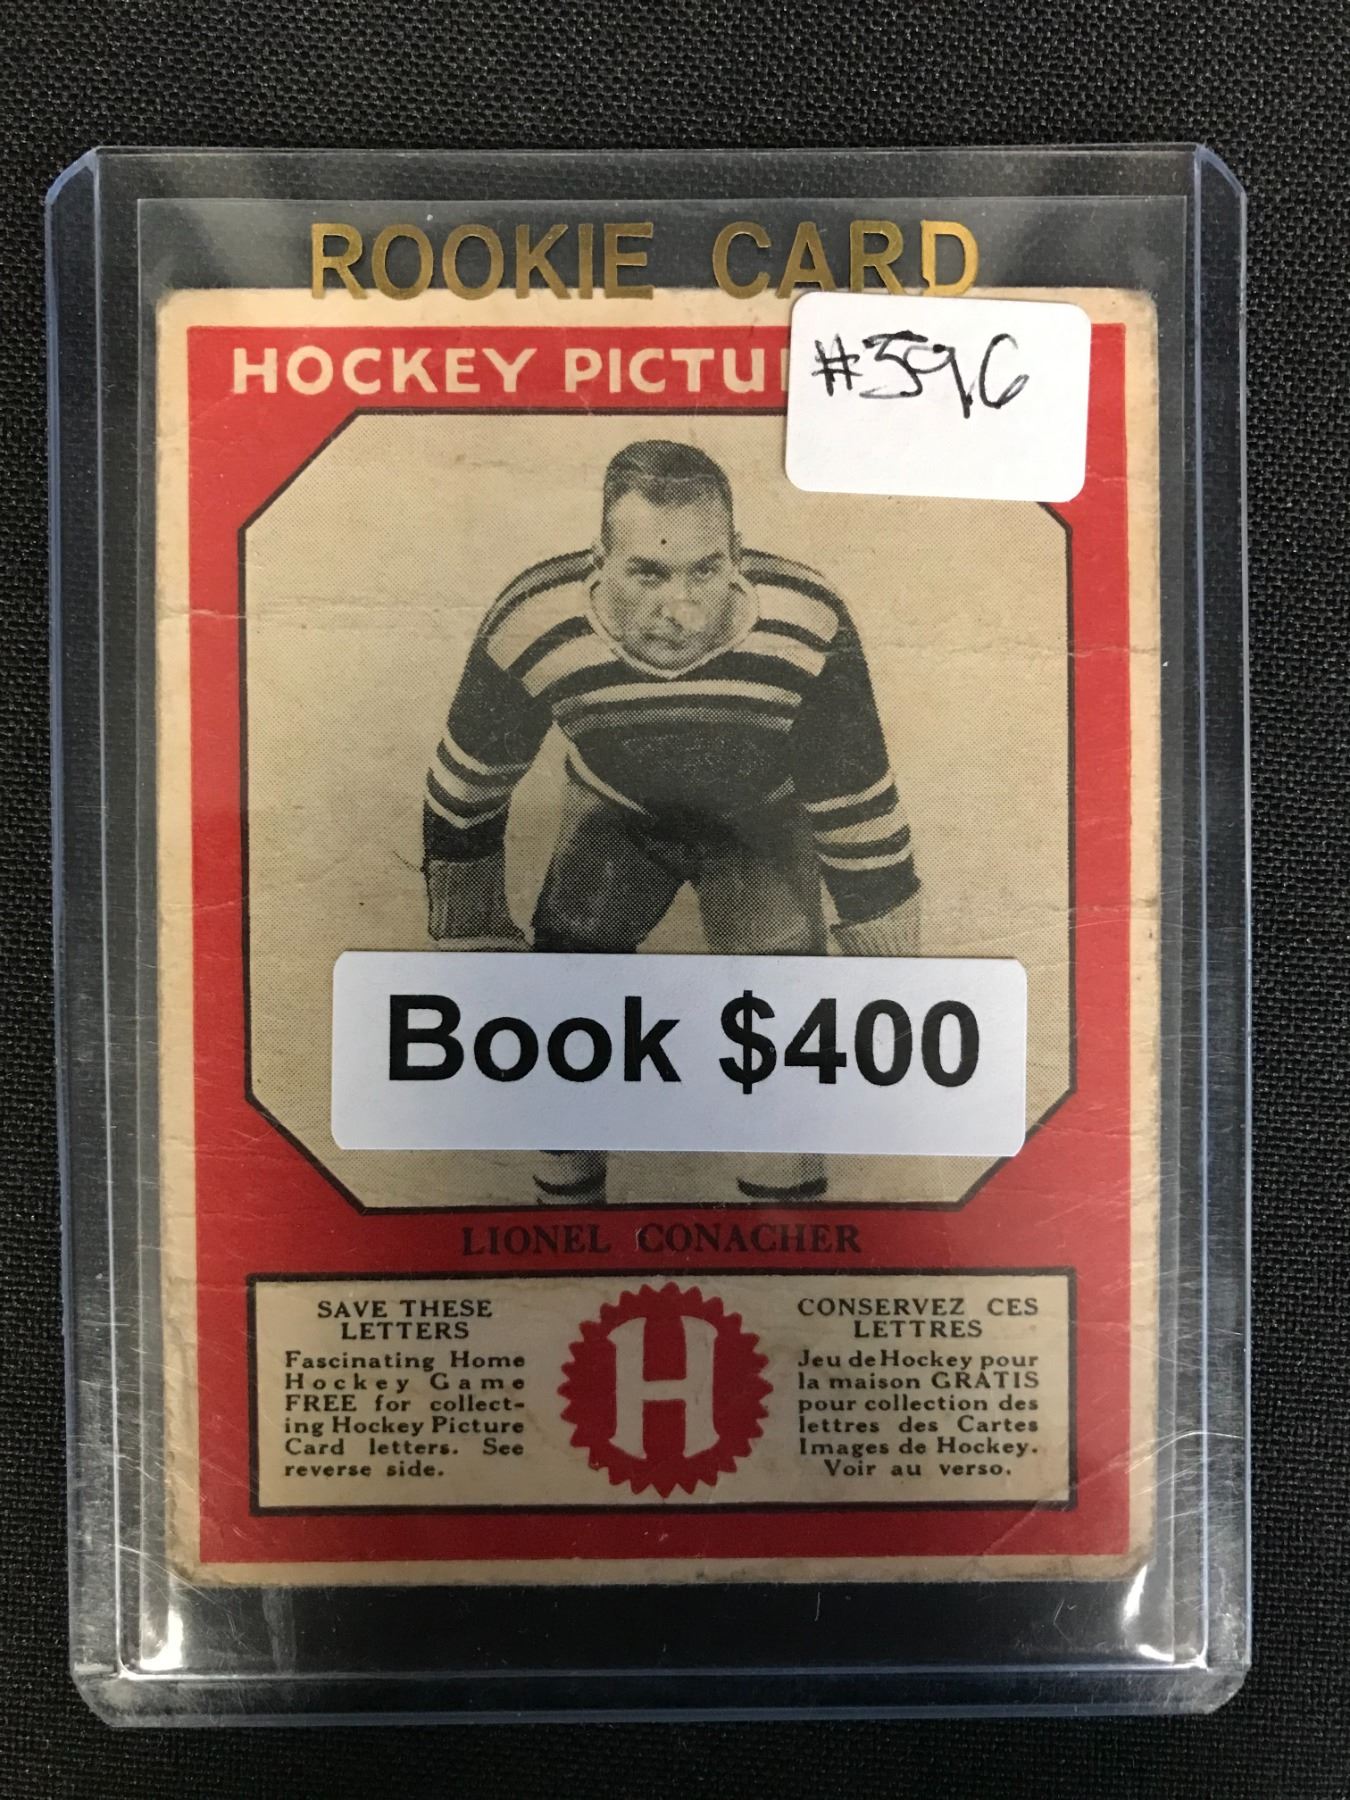 ROOKIE CARD
HOCKEY PICTU
#396
Book $400
LIONEL CONACHER
SAVE THESE
LETTERS
Fascinating Home
Hockey Game
FREE for collect-
ing Hockey Picture
Card letters. See
reverse side.
H
CONSERVEZ CES
LETTRES
Jeu de Hockey pour
la maison GRATIS
pour collection des
lettres des Cartes
Images de Hockey.
Voir au verso.